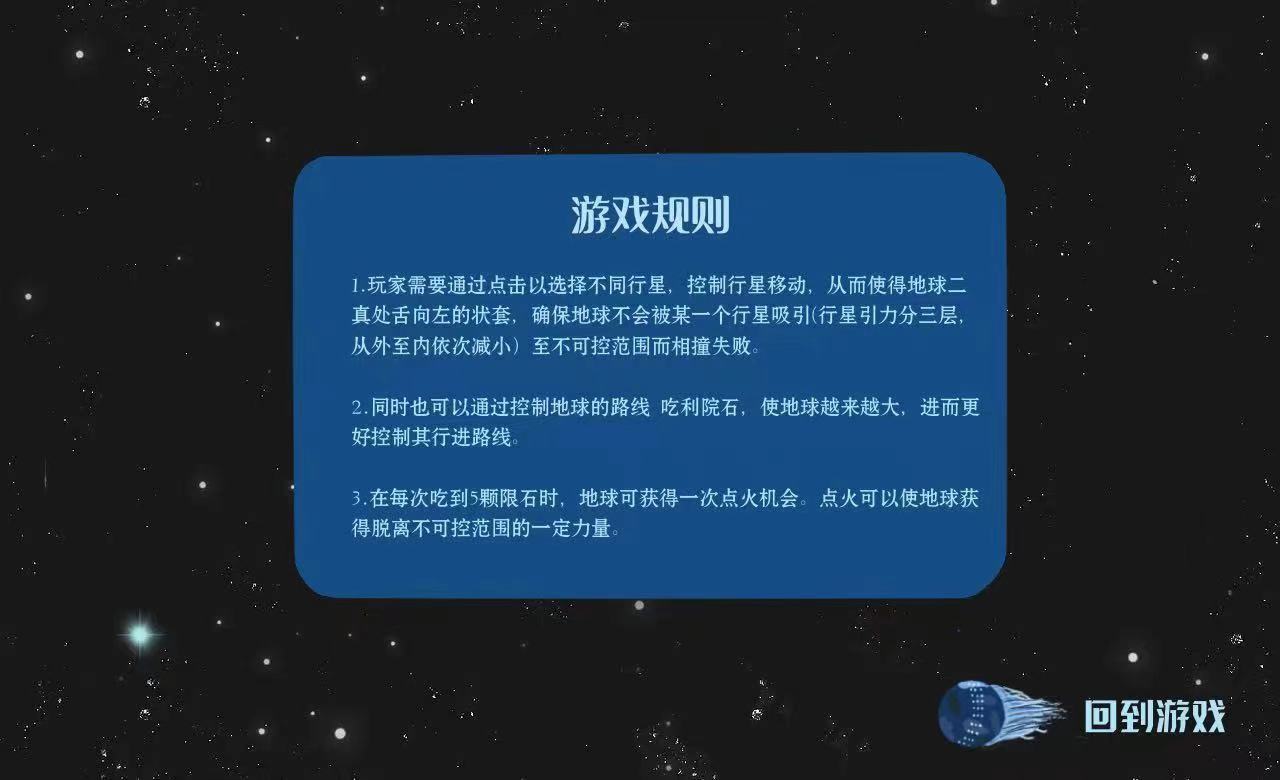 游戏规则
1.玩家需要通过点击以选择不同行星，控制行星移动，从而使得地球二
真处舌向左的状套，确保地球不会被某一个行星吸引(行星引力分三层，
从外至内依次减小）至不可控范围而相撞失败。
2.同时也可以通过控制地球的路线 吃利院石，使地球越来越大，进而更
好控制其行进路线。
3.在每次吃到5颗限石时，地球可获得一次点火机会。点火可以使地球获
得脱离不可控范围的一定力量。
回到游戏